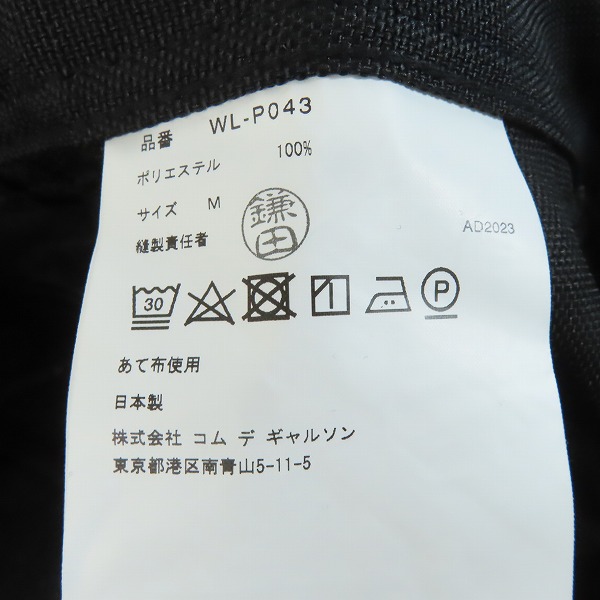 品番 WL-P043
ポリエステル 100%
サイズ M
縫製責任者 鎌田
AD2023
30 P
あて布使用
日本製
株式会社 コム デ ギャルソン
東京都港区南青山5-11-5